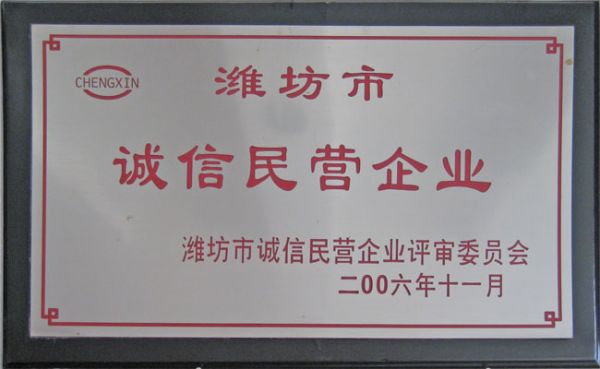 CHENGXIN
潍坊市
诚信民营企业
潍坊市诚信民营企业评审委员会
二00六年十一月